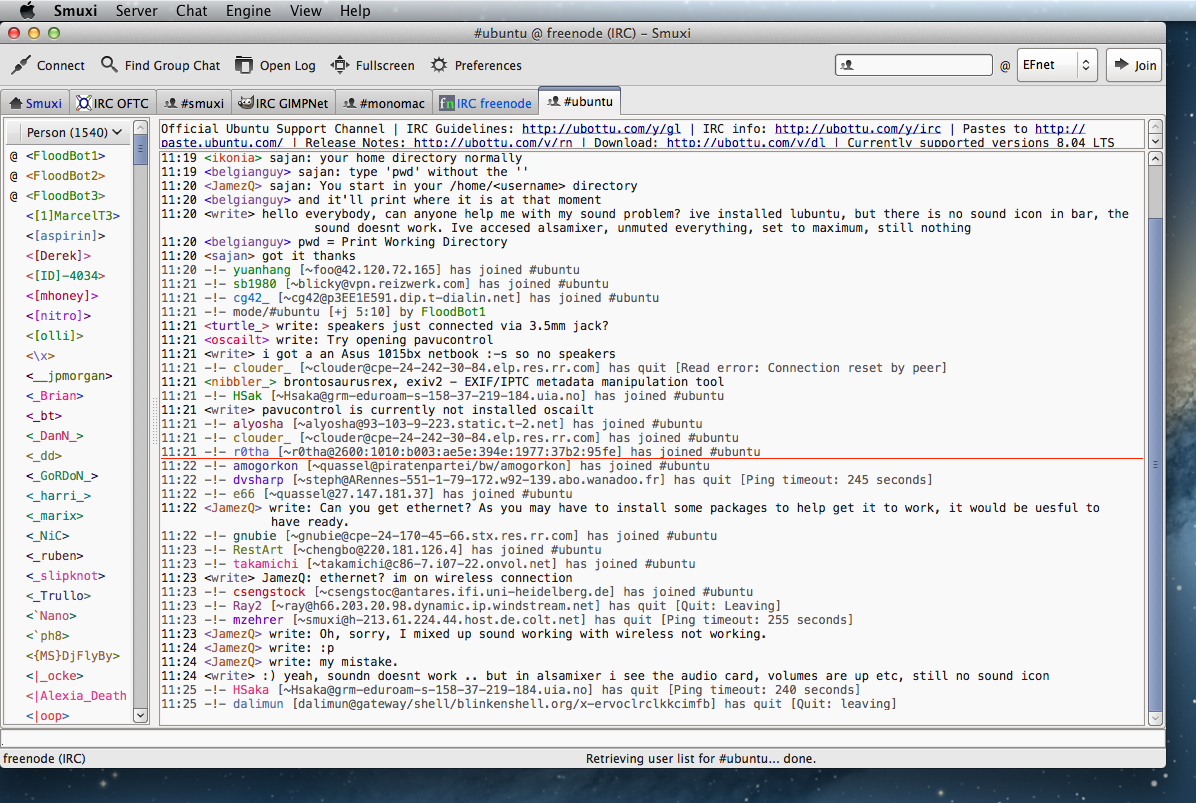 Smuxi Server Chat Engine View Help
#ubuntu @ freenode (IRC) – Smuxi
Connect Find Group Chat Open Log Fullscreen Preferences @ EFnet Join
Smuxi IRC OFTC #smuxi IRC GIMPNet #monomac fn IRC freenode #ubuntu
Person (1540)
@ <FloodBot1>
@ <FloodBot2>
@ <FloodBot3>
<[1]MarcelT3>
<[aspirin]>
<[Derek]>
<[ID]-4034>
<[mhoney]>
<[nitro]>
<[olli]>
<\x>
<__jpmorgan>
<_Brian>
<_bt>
<_DanN_>
<_dd>
<_GoRDoN_>
<_harri_>
<_marix>
<_NiC>
<_ruben>
<_slipknot>
<_Trullo>
<`Nano>
<`ph8>
<{MS}DjFlyBy>
<|_ocke>
<|Alexia_Death
<|oop>
Official Ubuntu Support Channel | IRC Guidelines: http://ubottu.com/y/gl | IRC info: http://ubottu.com/y/irc | Pastes to http://
paste.ubuntu.com/ | Release Notes: http://ubottu.com/y/rn | Download: http://ubottu.com/y/dl | Currently supported versions 8.04 LTS
11:19 <ikonia> sajan: your home directory normally
11:19 <belgianguy> sajan: type 'pwd' without the ''
11:20 <JamezQ> sajan: You start in your /home/<username> directory
11:20 <belgianguy> and it'll print where it is at that moment
11:20 <write> hello everybody, can anyone help me with my sound problem? ive installed lubuntu, but there is no sound icon in bar, the
sound doesnt work. Ive accesed alsamixer, unmuted everything, set to maximum, still nothing
11:20 <belgianguy> pwd = Print Working Directory
11:20 <sajan> got it thanks
11:20 -!- yuanhang [~foo@42.120.72.165] has joined #ubuntu
11:21 -!- sb1980 [~blicky@vpn.reizwerk.com] has joined #ubuntu
11:21 -!- cg42_ [~cg42@p3EE1E591.dip.t-dialin.net] has joined #ubuntu
11:21 -!- mode/#ubuntu [+j 5:10] by FloodBot1
11:21 <turtle_> write: speakers just connected via 3.5mm jack?
11:21 <oscailt> write: Try opening pavucontrol
11:21 <write> i got a an Asus 1015bx netbook :-s so no speakers
11:21 -!- clouder_ [~clouder@cpe-24-242-30-84.elp.res.rr.com] has quit [Read error: Connection reset by peer]
11:21 <nibbler_> brontosaurusrex, exiv2 - EXIF/IPTC metadata manipulation tool
11:21 -!- HSak [~Hsaka@grm-eduroam-s-158-37-219-184.uia.no] has joined #ubuntu
11:21 <write> pavucontrol is currently not installed oscailt
11:21 -!- alyosha [~alyosha@93-103-9-223.static.t-2.net] has joined #ubuntu
11:21 -!- clouder_ [~clouder@cpe-24-242-30-84.elp.res.rr.com] has joined #ubuntu
11:21 -!- r0tha [~r0tha@2600:1010:b003:ae5e:394e:1977:37b2:95fe] has joined #ubuntu
11:22 -!- amogorkon [~quassel@piratenpartei/bw/amogorkon] has joined #ubuntu
11:22 -!- dvsharp [~steph@ARennes-551-1-79-172.w92-139.abo.wanadoo.fr] has quit [Ping timeout: 245 seconds]
11:22 -!- e66 [~quassel@27.147.181.37] has joined #ubuntu
11:22 <JamezQ> write: Can you get ethernet? As you may have to install some packages to help get it to work, it would be uesful to
have ready.
11:22 -!- gnubie [~gnubie@cpe-24-170-45-66.stx.res.rr.com] has joined #ubuntu
11:23 -!- RestArt [~chengbo@220.181.126.4] has joined #ubuntu
11:23 -!- takamichi [~takamichi@c86-7.i07-22.onvol.net] has joined #ubuntu
11:23 <write> JamezQ: ethernet? im on wireless connection
11:23 -!- csengstock [~csengstoc@antares.ifi.uni-heidelberg.de] has joined #ubuntu
11:23 -!- Ray2 [~ray@h66.203.20.98.dynamic.ip.windstream.net] has quit [Quit: Leaving]
11:23 -!- mzehrer [~smuxi@h-213.61.224.44.host.de.colt.net] has quit [Ping timeout: 255 seconds]
11:23 <JamezQ> write: Oh, sorry, I mixed up sound working with wireless not working.
11:24 <JamezQ> write: :p
11:24 <JamezQ> write: my mistake.
11:24 <write> :) yeah, soundn doesnt work .. but in alsamixer i see the audio card, volumes are up etc, still no sound icon
11:25 -!- HSaka [~Hsaka@grm-eduroam-s-158-37-219-184.uia.no] has quit [Ping timeout: 240 seconds]
11:25 -!- dalimun [dalimun@gateway/shell/blinkenshell.org/x-ervoclrclkkcimfb] has quit [Quit: leaving]
freenode (IRC) Retrieving user list for #ubuntu... done.